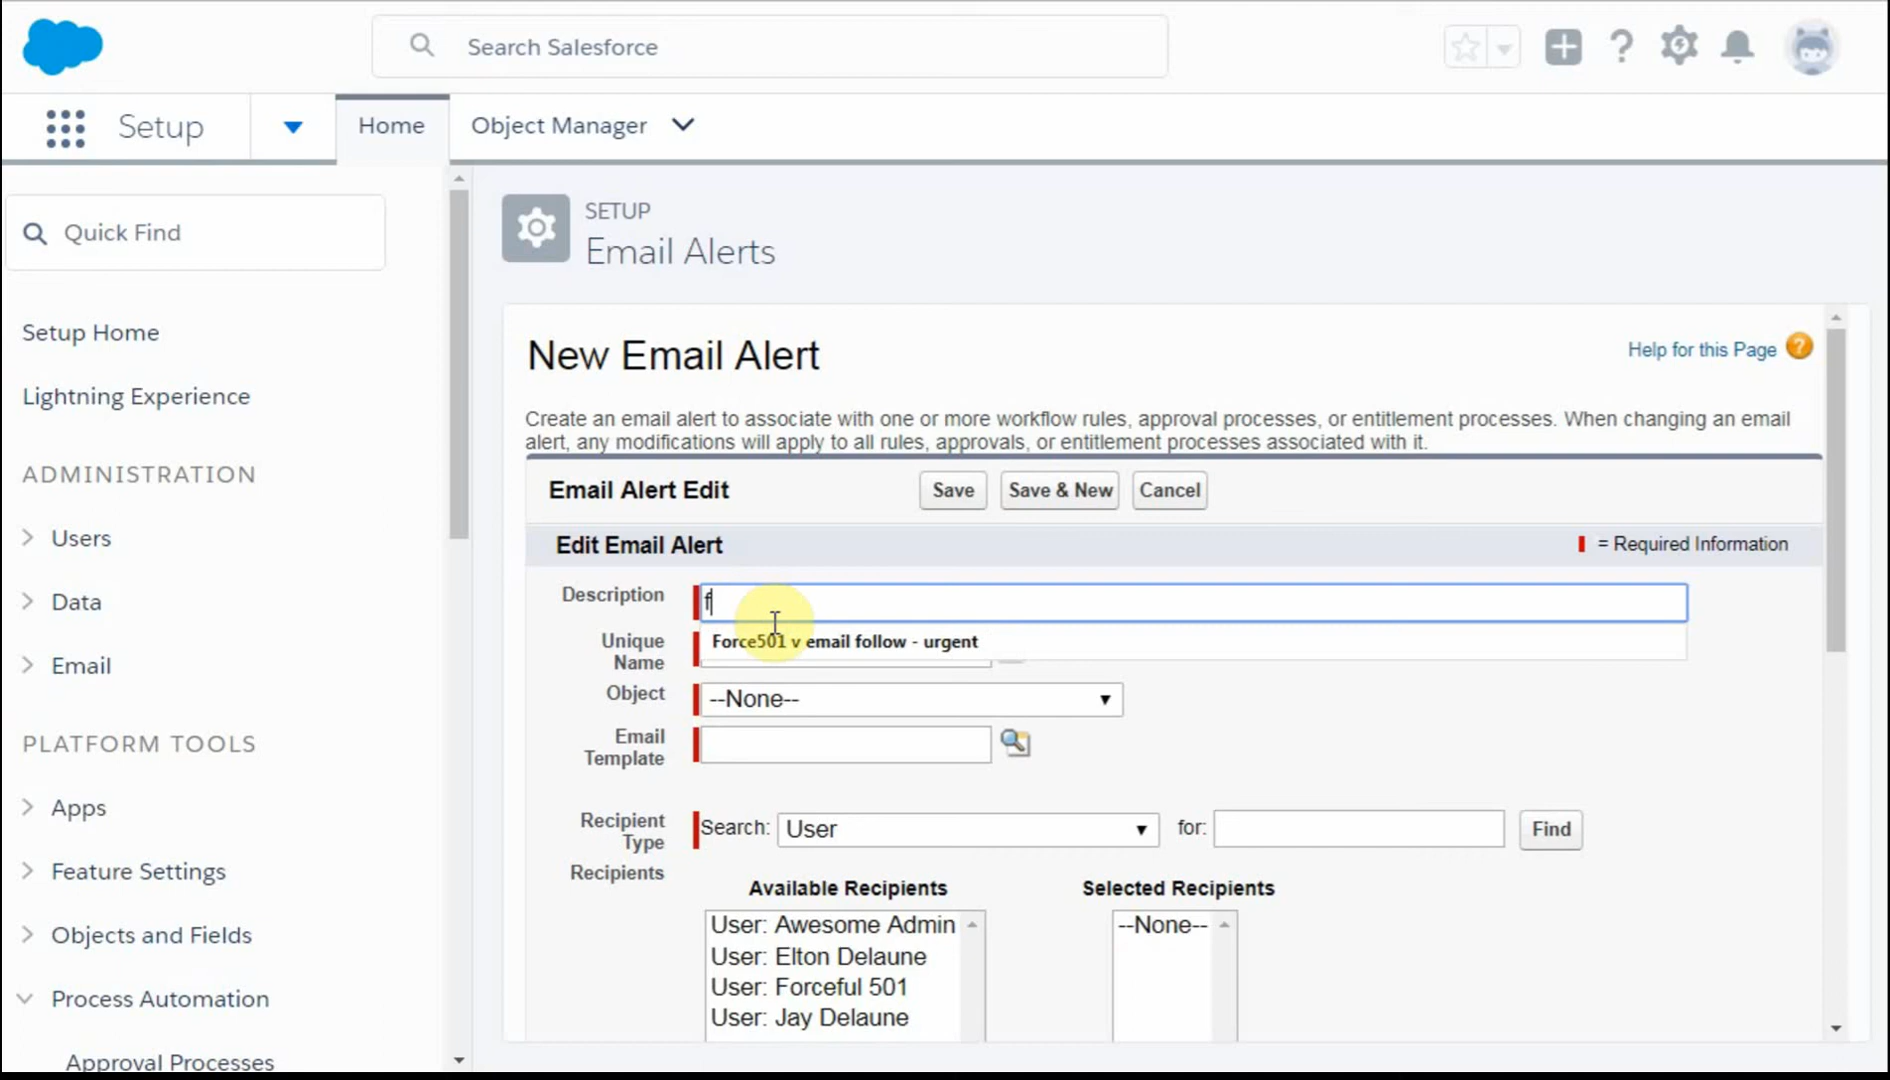 Search Salesforce
?
Setup
Home
Object Manager
Quick Find
Setup Home
Lightning Experience
ADMINISTRATION
Users
Data
Email
PLATFORM TOOLS
Apps
Feature Settings
Objects and Fields
Process Automation
Approval Processes
SETUP
Email Alerts
New Email Alert
Help for this Page ?
Create an email alert to associate with one or more workflow rules, approval processes, or entitlement processes. When changing an email
alert, any modifications will apply to all rules, approvals, or entitlement processes associated with it.
Email Alert Edit
Save
Save & New
Cancel
Edit Email Alert
= Required Information
Description
f
Force501 v email follow - urgent
Unique
Name
Object
--None--
Email
Template
Recipient
Type
Search: User
for:
Find
Recipients
Available Recipients
Selected Recipients
User: Awesome Admin
User: Elton Delaune
User: Forceful 501
User: Jay Delaune
--None--